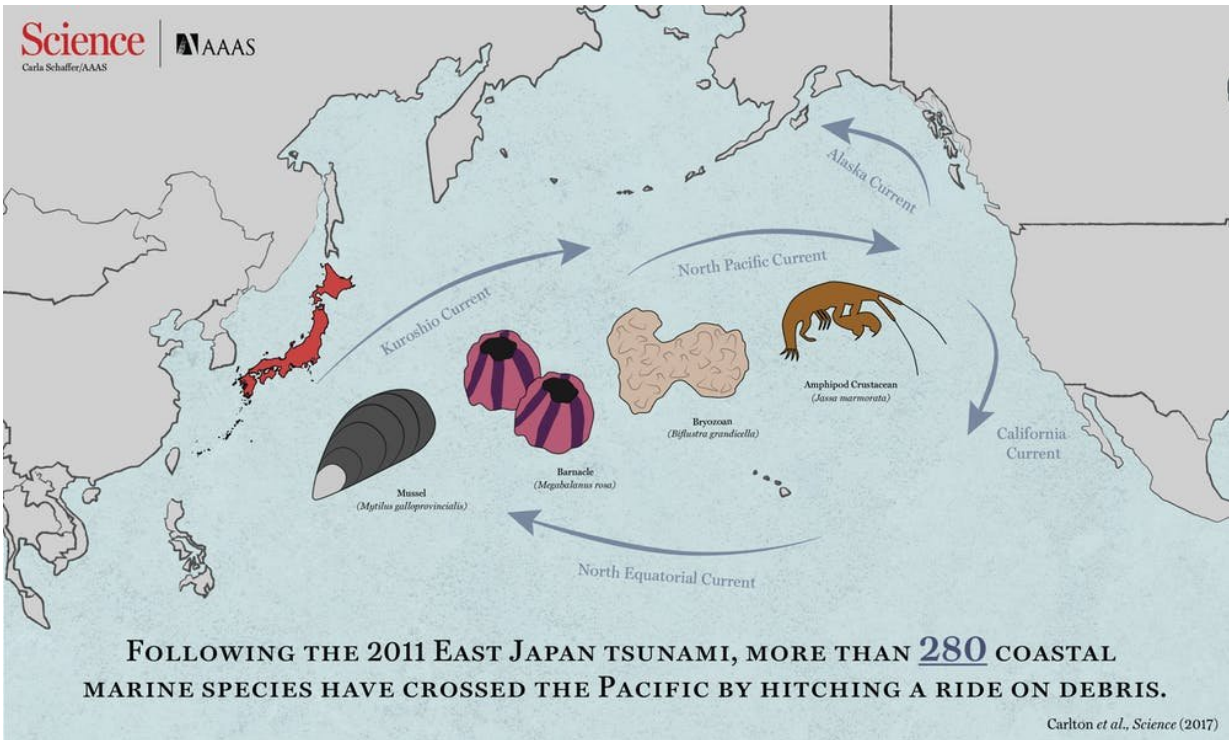 Science
AAAS
Carla Schaffer/AAAS
Alaska Current
North Pacific Current
Kuroshio Current
Amphipod Crustacean
(Jassa marmorata)
Bryozoan
(Biflustra grandicella)
California
Current
Barnacle
(Megabalanus rosa)
Mussel
(Mytilus galloprovincialis)
North Equatorial Current
Following the 2011 East Japan tsunami, more than 280 coastal
marine species have crossed the Pacific by hitching a ride on debris.
Carlton et al., Science (2017)